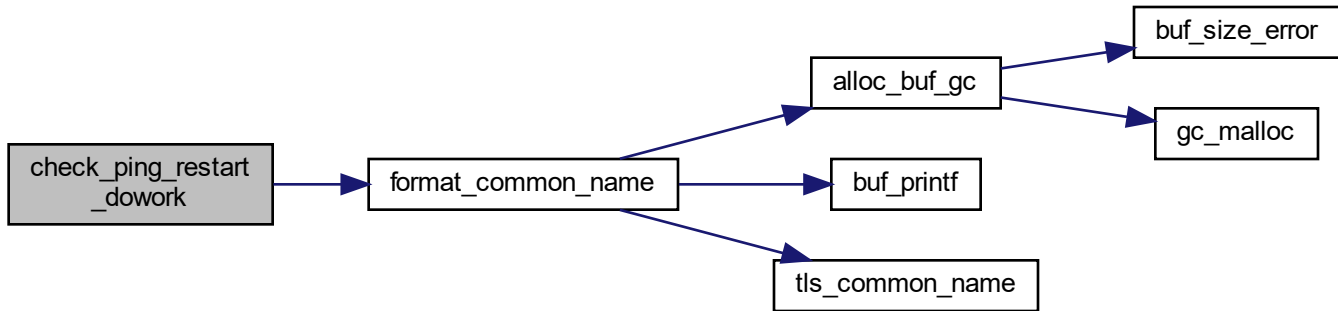 check_ping_restart
_dowork
format_common_name
alloc_buf_gc
buf_size_error
gc_malloc
buf_printf
tls_common_name